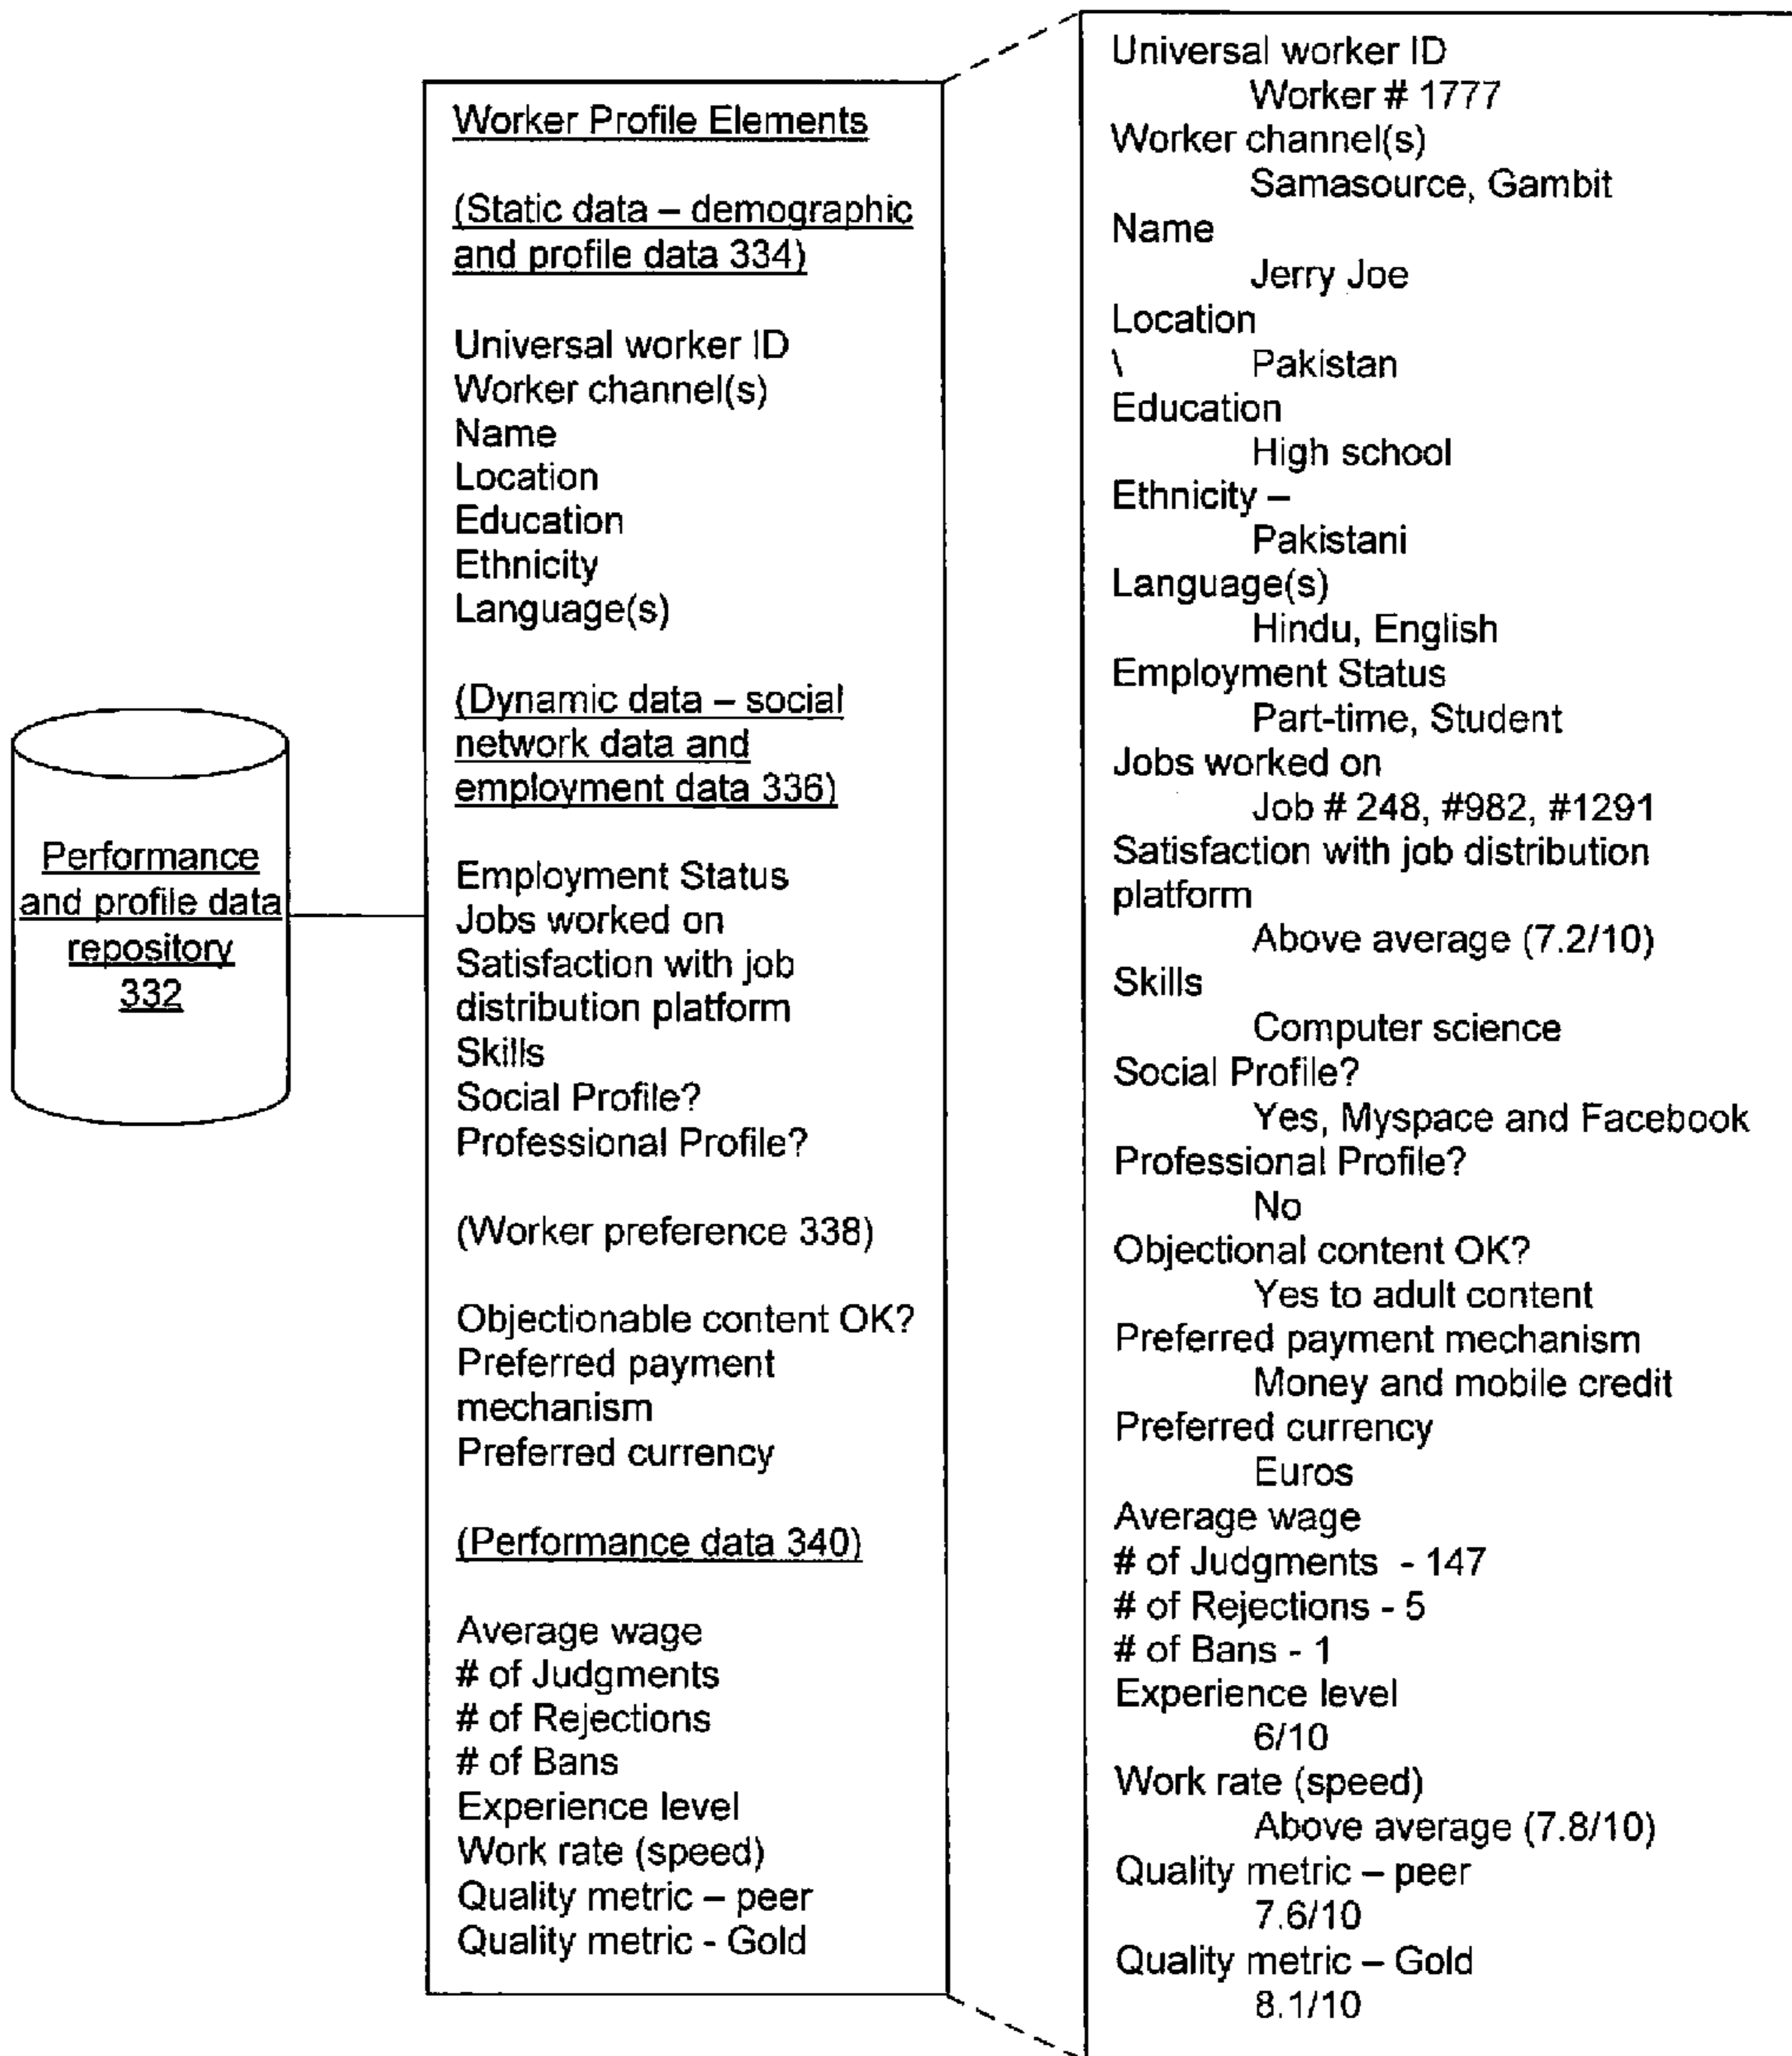 Performance
and profile data
repository
332
Worker Profile Elements
(Static data – demographic
and profile data 334)
Universal worker ID
Worker channel(s)
Name
Location
Education
Ethnicity
Language(s)
(Dynamic data – social
network data and
employment data 336)
Employment Status
Jobs worked on
Satisfaction with job
distribution platform
Skills
Social Profile?
Professional Profile?
(Worker preference 338)
Objectionable content OK?
Preferred payment
mechanism
Preferred currency
(Performance data 340)
Average wage
# of Judgments
# of Rejections
# of Bans
Experience level
Work rate (speed)
Quality metric – peer
Quality metric - Gold
Universal worker ID
Worker # 1777
Worker channel(s)
Samasource, Gambit
Name
Jerry Joe
Location
\ Pakistan
Education
High school
Ethnicity –
Pakistani
Language(s)
Hindu, English
Employment Status
Part-time, Student
Jobs worked on
Job # 248, #982, #1291
Satisfaction with job distribution
platform
Above average (7.2/10)
Skills
Computer science
Social Profile?
Yes, Myspace and Facebook
Professional Profile?
No
Objectional content OK?
Yes to adult content
Preferred payment mechanism
Money and mobile credit
Preferred currency
Euros
Average wage
# of Judgments - 147
# of Rejections - 5
# of Bans - 1
Experience level
6/10
Work rate (speed)
Above average (7.8/10)
Quality metric – peer
7.6/10
Quality metric – Gold
8.1/10